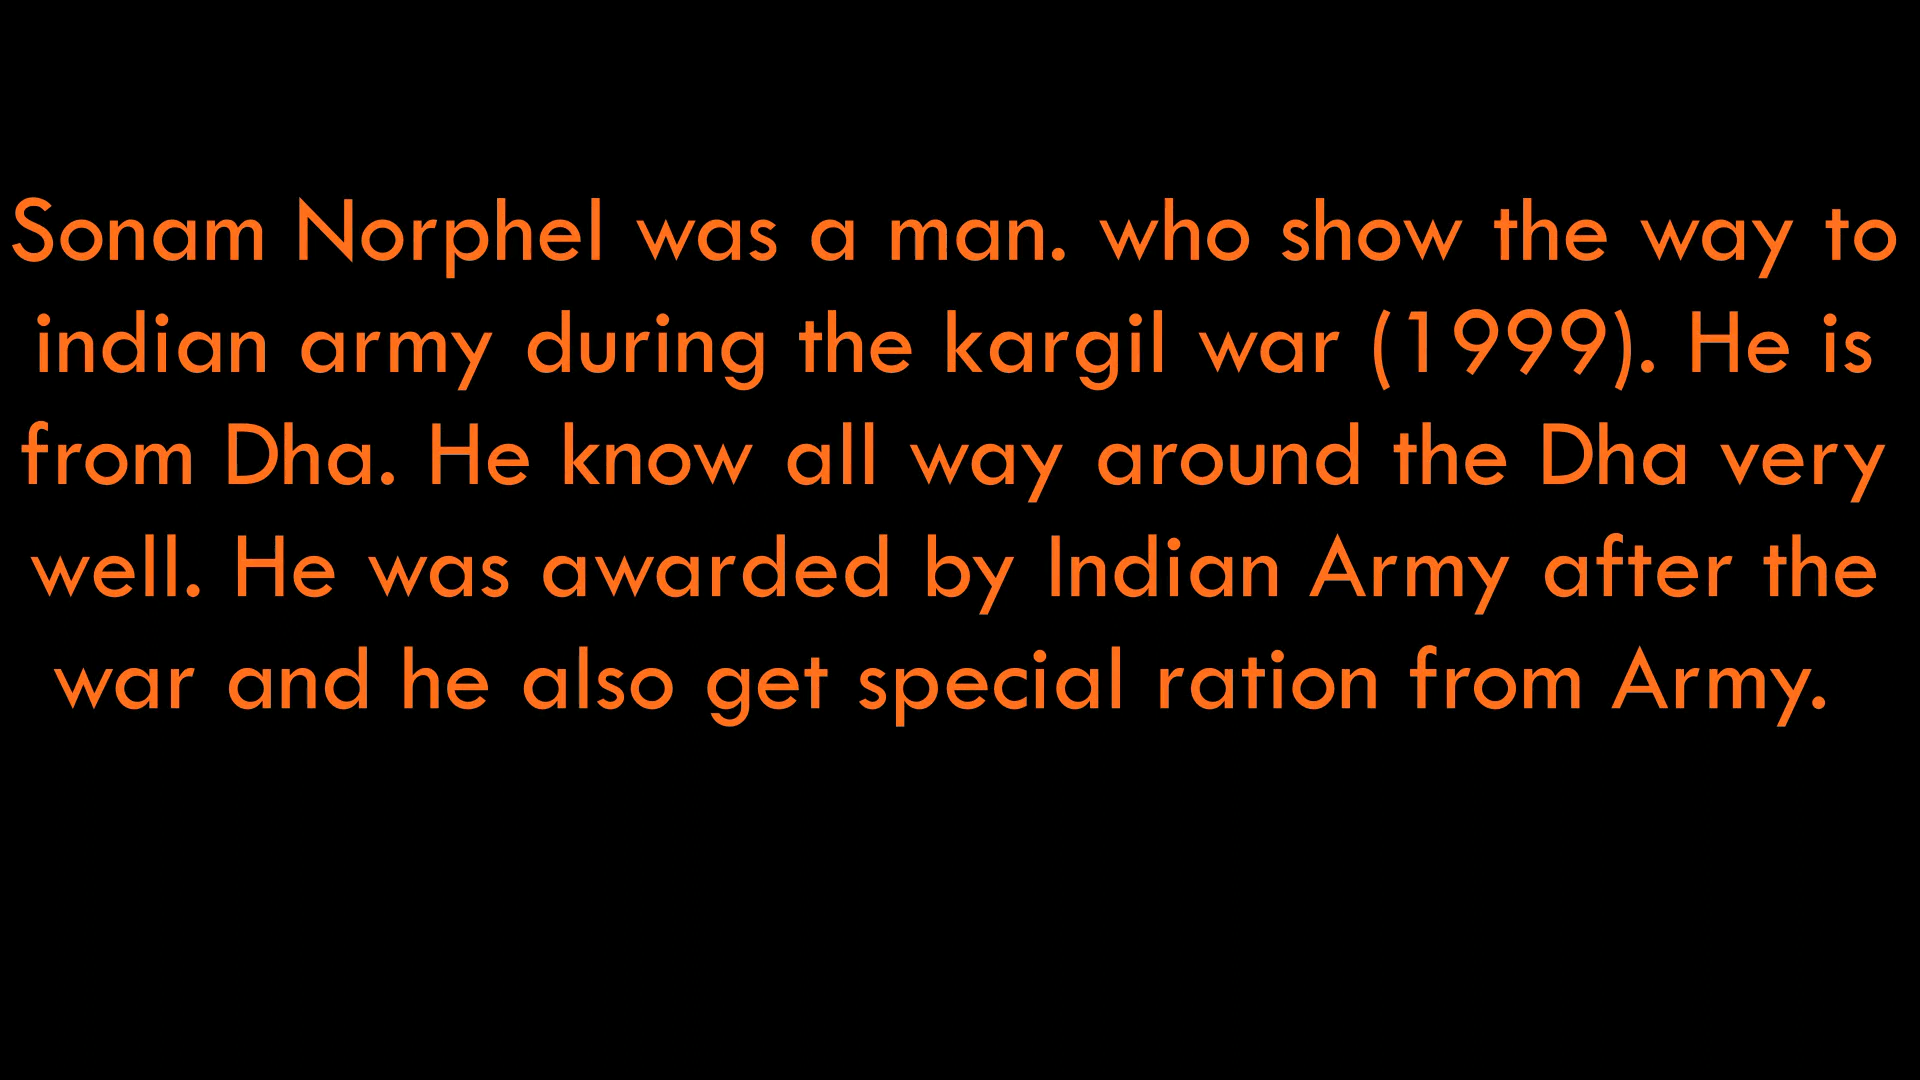 Sonam Norphel was a man. who show the way to
indian army during the kargil war (1999). He is
from Dha. He know all way around the Dha very
well. He was awarded by Indian Army after the
war and he also get special ration from Army.